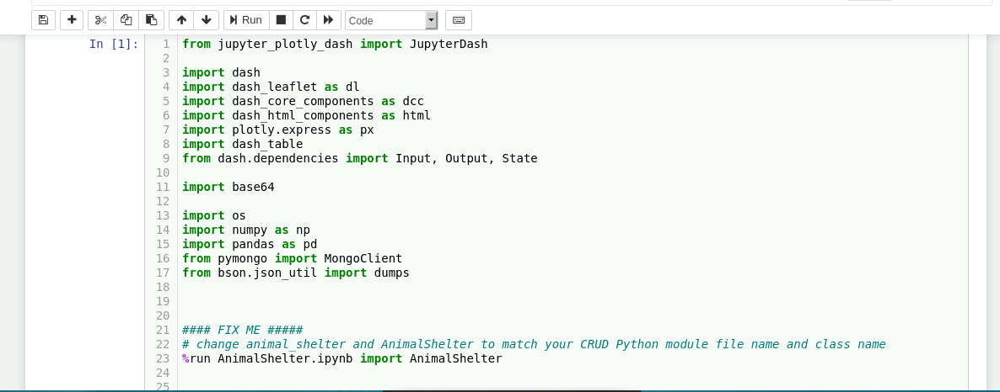 Run
Code
In [1]:
1 from jupyter_plotly_dash import JupyterDash
2
3 import dash
4 import dash_leaflet as dl
5 import dash_core_components as dcc
6 import dash_html_components as html
7 import plotly.express as px
8 import dash_table
9 from dash.dependencies import Input, Output, State
10
11 import base64
12
13 import os
14 import numpy as np
15 import pandas as pd
16 from pymongo import MongoClient
17 from bson.json_util import dumps
18
19
20
21 #### FIX ME #####
22 # change animal_shelter and AnimalShelter to match your CRUD Python module file name and class name
23 %run AnimalShelter.ipynb import AnimalShelter
24
25